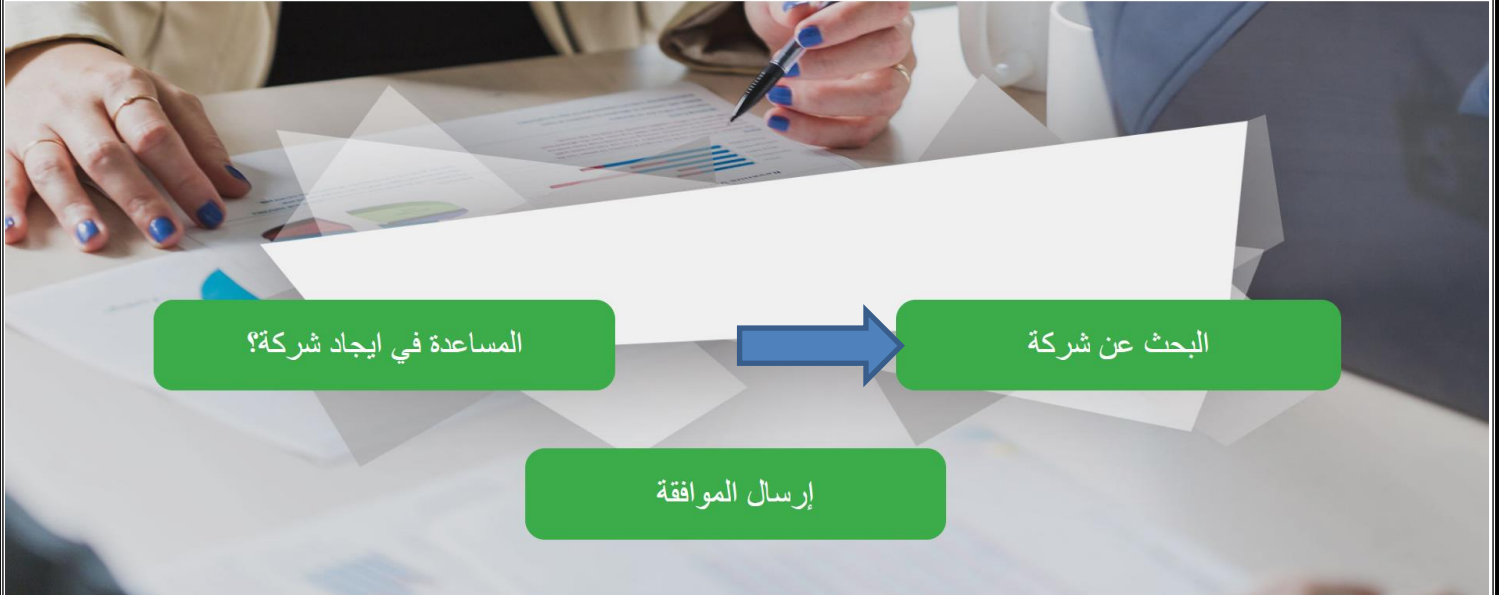 البحث عن شركة
المساعدة في ايجاد شركة؟
إرسال الموافقة